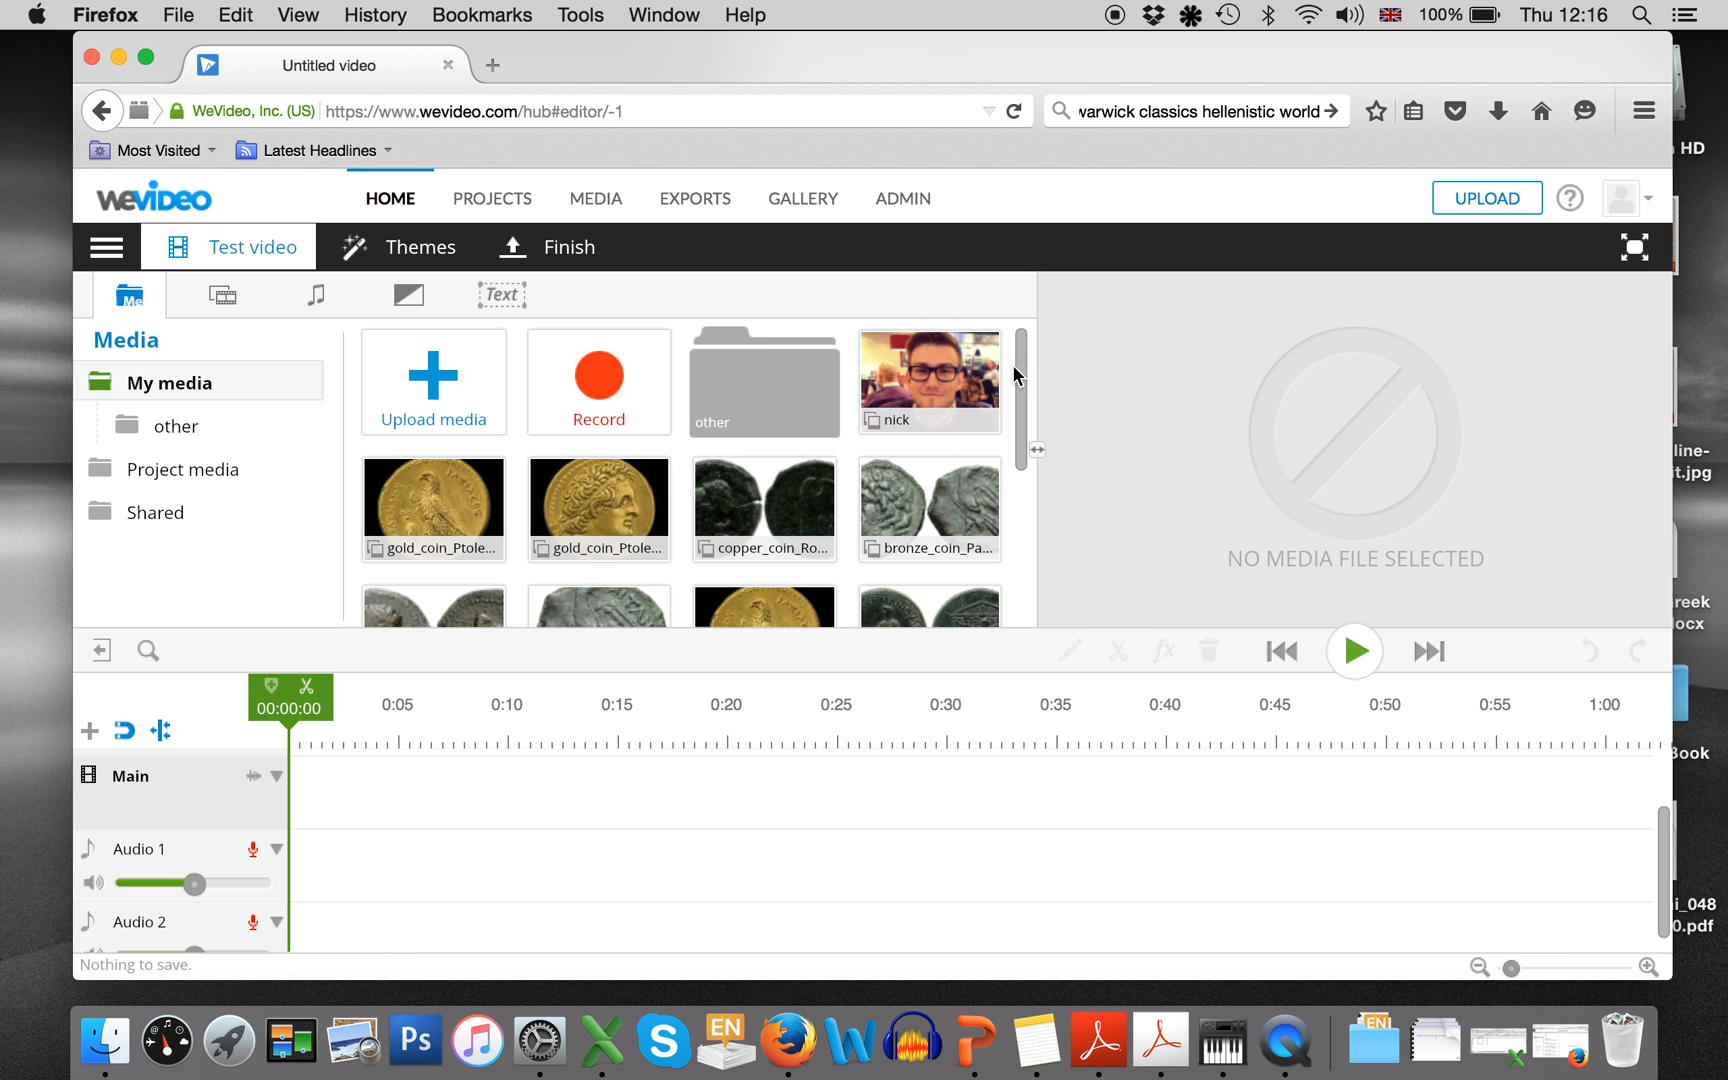 Firefox File Edit View History Bookmarks Tools Window Help 100% Thu 12:16
Untitled video
WeVideo, Inc. (US) https://www.wevideo.com/hub#editor/-1 warwick classics hellenistic world
Most Visited Latest Headlines
HD
WeVideo HOME PROJECTS MEDIA EXPORTS GALLERY ADMIN UPLOAD ?
Test video Themes Finish
Me Text
Media
My media
other
Project media
Shared
Upload media Record other nick
gold_coin_Ptole... gold_coin_Ptole... copper_coin_Ro... bronze_coin_Pa...
NO MEDIA FILE SELECTED
line-
it.jpg
reek
ocx
fx
00:00:00 0:05 0:10 0:15 0:20 0:25 0:30 0:35 0:40 0:45 0:50 0:55 1:00
Book
Main
Audio 1
Audio 2
i_048
0.pdf
Nothing to save.
Ps EN W EN